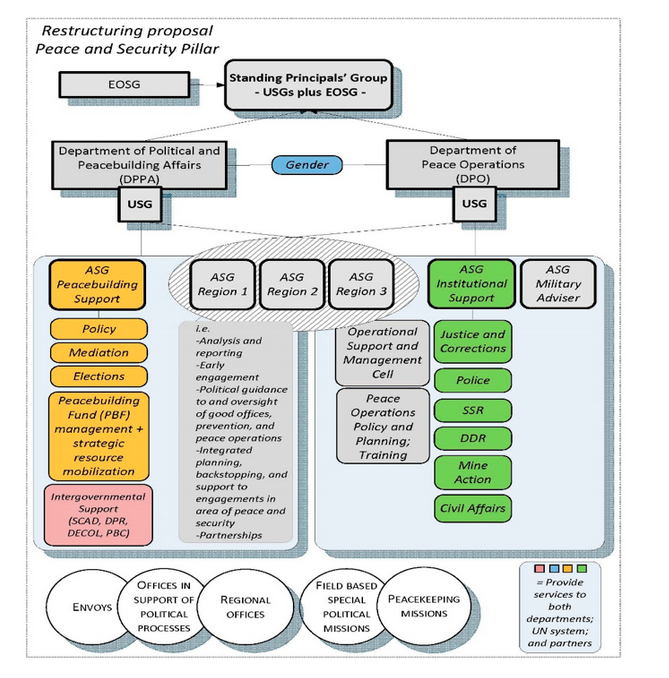 Restructuring proposal
Peace and Security Pillar
EOSG
Standing Principals' Group
- USGs plus EOSG -
Department of Political and
Peacebuilding Affairs
(DPPA)
Gender
Department of
Peace Operations
(DPO)
USG
USG
ASG
Peacebuilding
Support
ASG
Region 1
ASG
Region 2
ASG
Region 3
ASG
Institutional
Support
ASG
Military
Adviser
Policy
Mediation
Elections
Peacebuilding
Fund (PBF)
management +
strategic
resource
mobilization
Intergovernmental
Support
(SCAD, DPR,
DECOL, PBC)
i.e.
-Analysis and
reporting
-Early
engagement
-Political guidance
to and oversight
of good offices,
prevention, and
peace operations
-Integrated
planning,
backstopping, and
support to
engagements in
area of peace and
security
-Partnerships
Operational
Support and
Management
Cell
Peace
Operations
Policy and
Planning;
Training
Justice and
Corrections
Police
SSR
DDR
Mine
Action
Civil Affairs
ENVOYS
OFFICES IN
SUPPORT OF
POLITICAL
PROCESSES
REGIONAL
OFFICES
FIELD BASED
SPECIAL
POLITICAL
MISSIONS
PEACEKEEPING
MISSIONS
= Provide
services to
both
departments;
UN system;
and partners